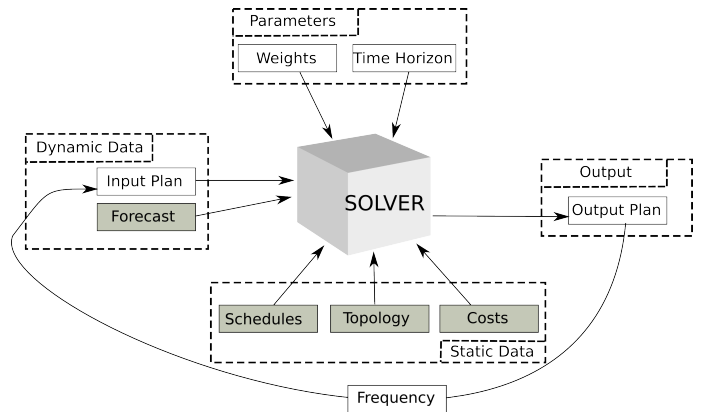 Parameters
Weights
Time Horizon
Dynamic Data
Input Plan
Forecast
SOLVER
Output
Output Plan
Schedules
Topology
Costs
Static Data
Frequency